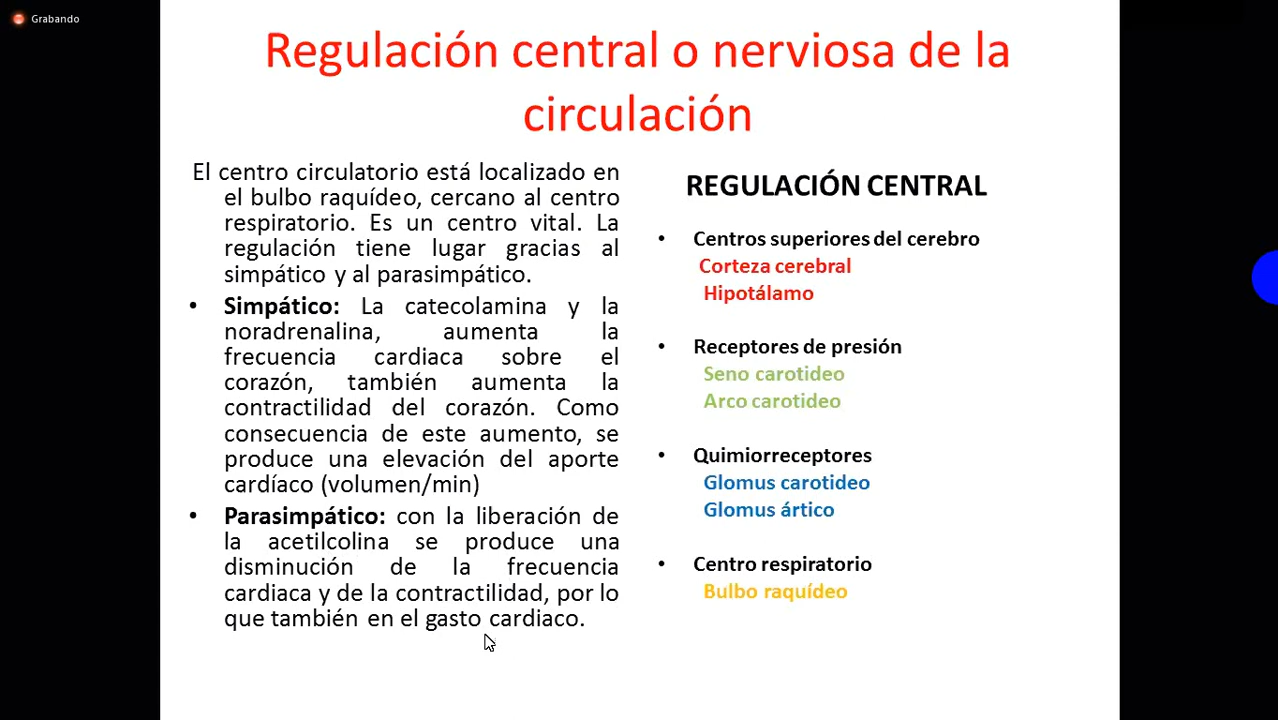 Grabando
Regulación central o nerviosa de la
circulación
El centro circulatorio está localizado en
el bulbo raquídeo, cercano al centro
respiratorio. Es un centro vital. La
regulación tiene lugar gracias al
simpático y al parasimpático.
• Simpático: La catecolamina y la
noradrenalina, aumenta la
frecuencia cardiaca sobre el
corazón, también aumenta la
contractilidad del corazón. Como
consecuencia de este aumento, se
produce una elevación del aporte
cardíaco (volumen/min)
• Parasimpático: con la liberación de
la acetilcolina se produce una
disminución de la frecuencia
cardiaca y de la contractilidad, por lo
que también en el gasto cardiaco.
REGULACIÓN CENTRAL
• Centros superiores del cerebro
Corteza cerebral
Hipotálamo
• Receptores de presión
Seno carotideo
Arco carotideo
• Quimiorreceptores
Glomus carotideo
Glomus ártico
• Centro respiratorio
Bulbo raquídeo